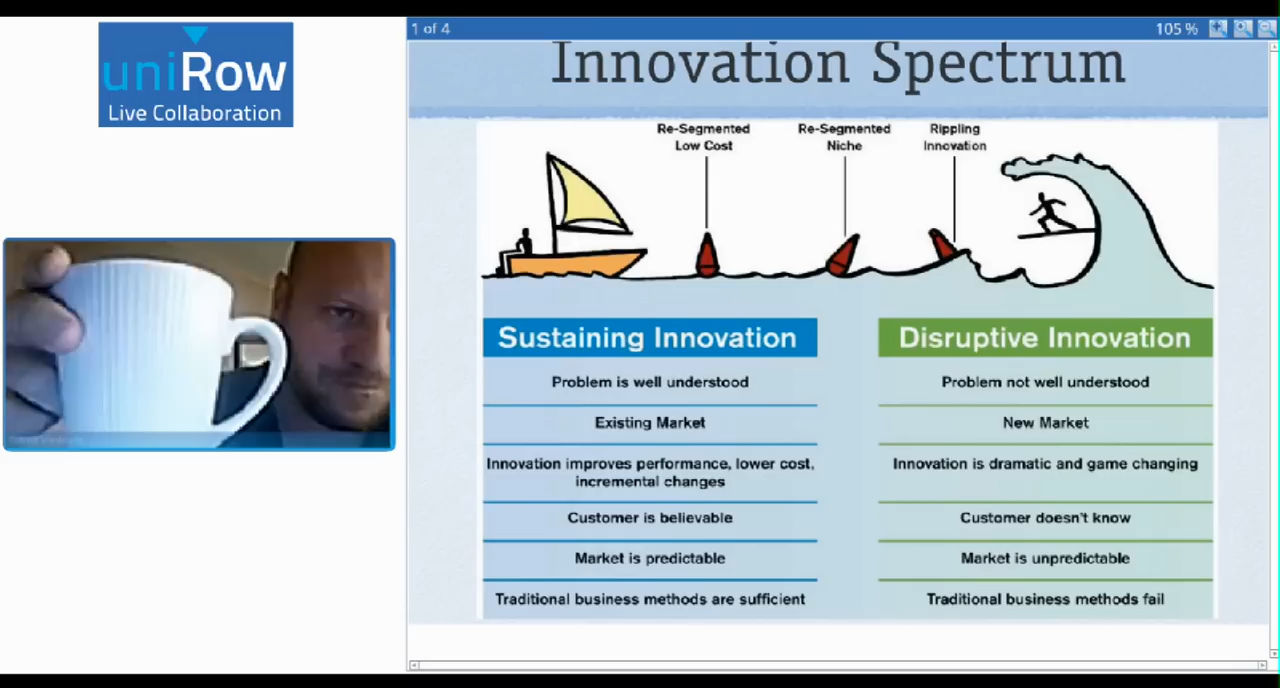 uniRow
Live Collaboration
1 of 4
105 %
Innovation Spectrum
Re-Segmented
Low Cost
Re-Segmented
Niche
Rippling
Innovation
Sustaining Innovation
Problem is well understood
Existing Market
Innovation improves performance, lower cost,
incremental changes
Customer is believable
Market is predictable
Traditional business methods are sufficient
Disruptive Innovation
Problem not well understood
New Market
Innovation is dramatic and game changing
Customer doesn't know
Market is unpredictable
Traditional business methods fail